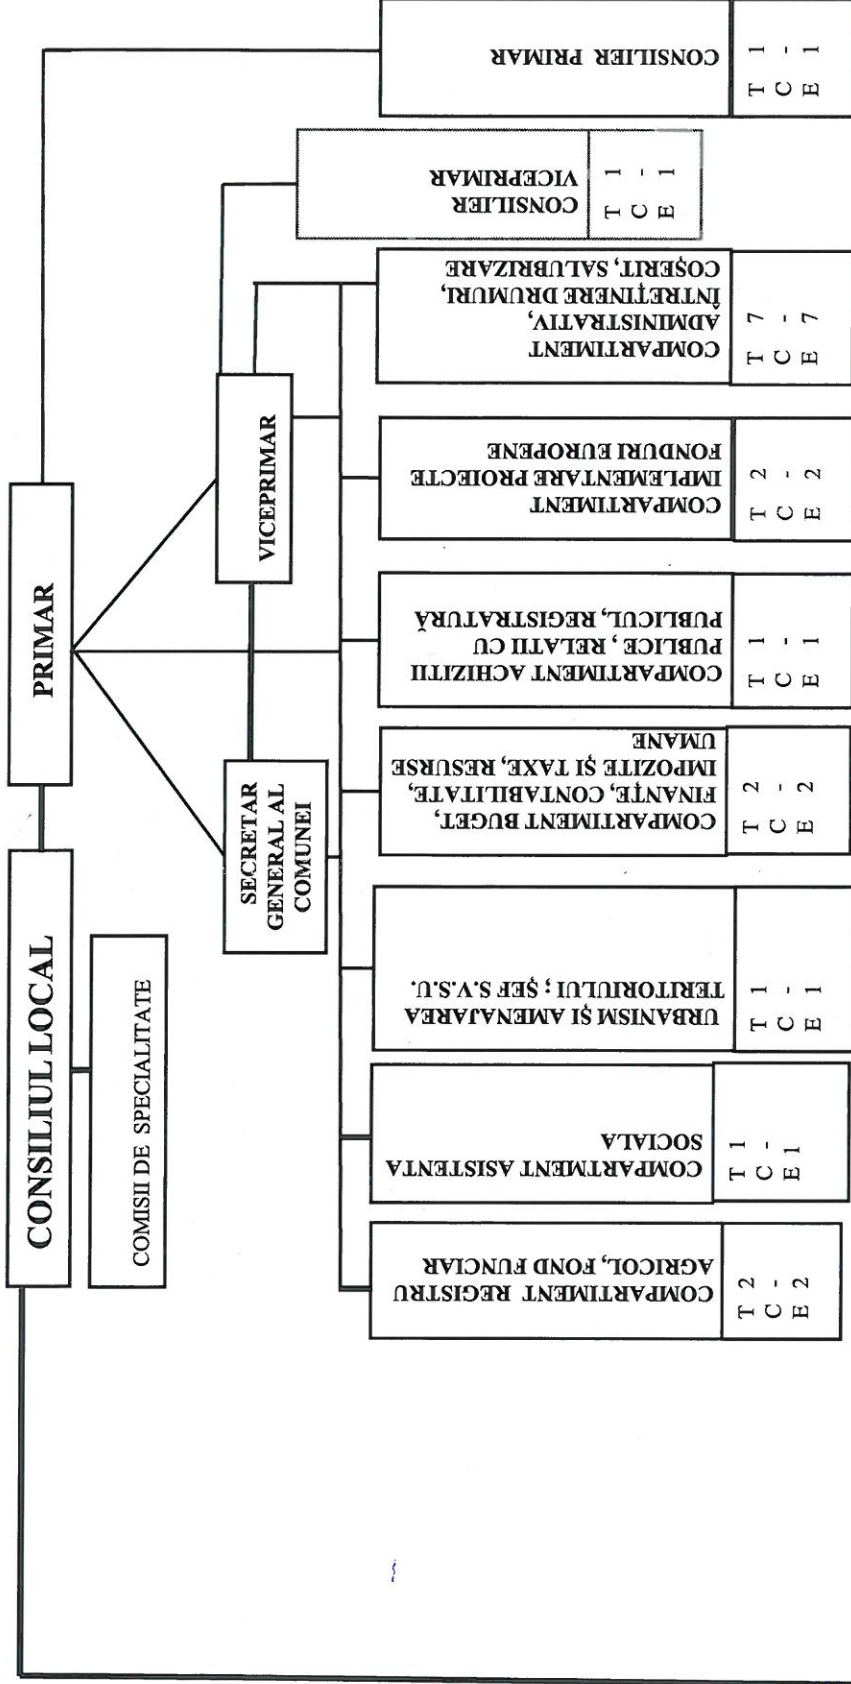 CONSILIUL LOCAL
PRIMAR
COMISII DE SPECIALITATE
SECRETAR
GENERAL AL
COMUNEI
VICEPRIMAR
COMPARTIMENT REGISTRU
AGRICOL, FOND FUNCIAR
T 2
C -
E 2
COMPARTMENT ASISTENTA
SOCIALA
T 1
C -
E1
URBANISM ȘI AMENAJAREA
TERITORIULUI ; ȘEF S.V.S.U.
T 1
C -
E 1
COMPARTIMENT BUGET,
FINANȚE, CONTABILITATE,
IMPOZITE ȘI TAXE, RESURSE
UMANE
T 2
C -
E 2
COMPARTIMENT ACHIZITII
PUBLICE , RELATII CU
PUBLICUL, REGISTRATURĂ
T 1
C -
E 1
COMPARTIMENT
IMPLEMENTARE PROIECTE
FONDURI EUROPENE
T 2
C -
E 2
COMPARTIMENT
ADMINISTRATIV,
ÎNTREȚINERE DRUMURI,
COȘERIT, SALUBRIZARE
T 7
C -
E 7
CONSILIER
VICEPRIMAR
T 1
C -
E 1
CONSILIER PRIMAR
T 1
C -
E 1